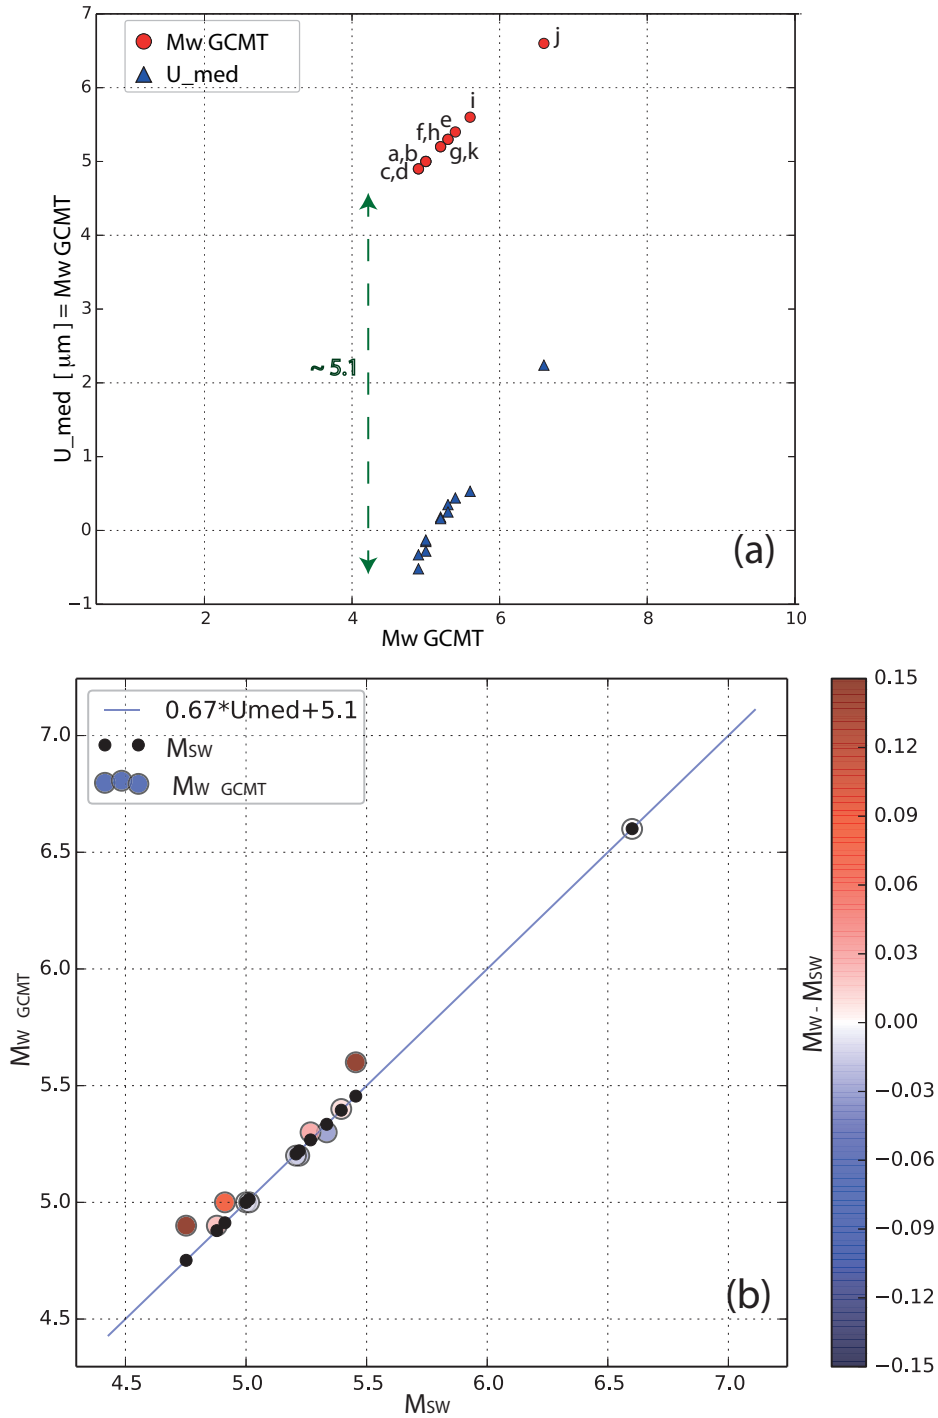 7
6
5
4
3
2
1
0
−1
U_med [ μm ] = Mw GCMT
Mw GCMT
U_med
j
i
e
f,h
g,k
a,b
c,d
~ 5.1
(a)
2
4
6
8
10
Mw GCMT
0.67*Umed+5.1
MSW
MW GCMT
7.0
6.5
6.0
5.5
5.0
4.5
MW GCMT
(b)
4.5
5.0
5.5
6.0
6.5
7.0
MSW
0.15
0.12
0.09
0.06
0.03
0.00
−0.03
−0.06
−0.09
−0.12
−0.15
MW - MSW